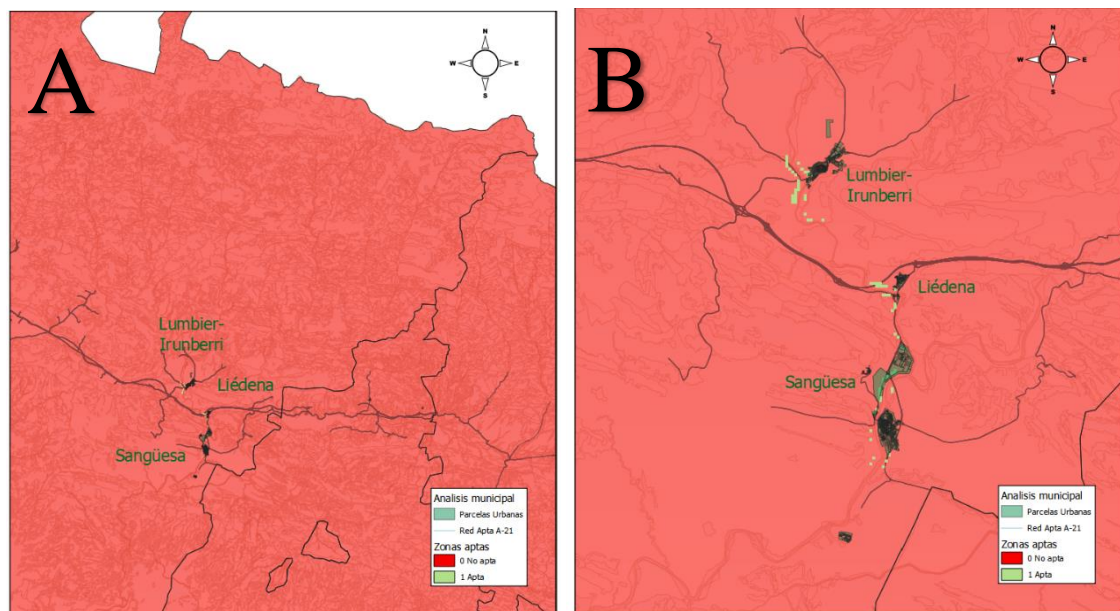 A
N
W
E
S
Lumbier-
Irunberri
Liédena
Sangüesa
Analisis municipal
Parcelas Urbanas
Red Apta A-21
Zonas aptas
0 No apta
1 Apta
B
N
W
E
S
Lumbier-
Irunberri
Liédena
Sangüesa
Analisis municipal
Parcelas Urbanas
Red Apta A-21
Zonas aptas
0 No apta
1 Apta